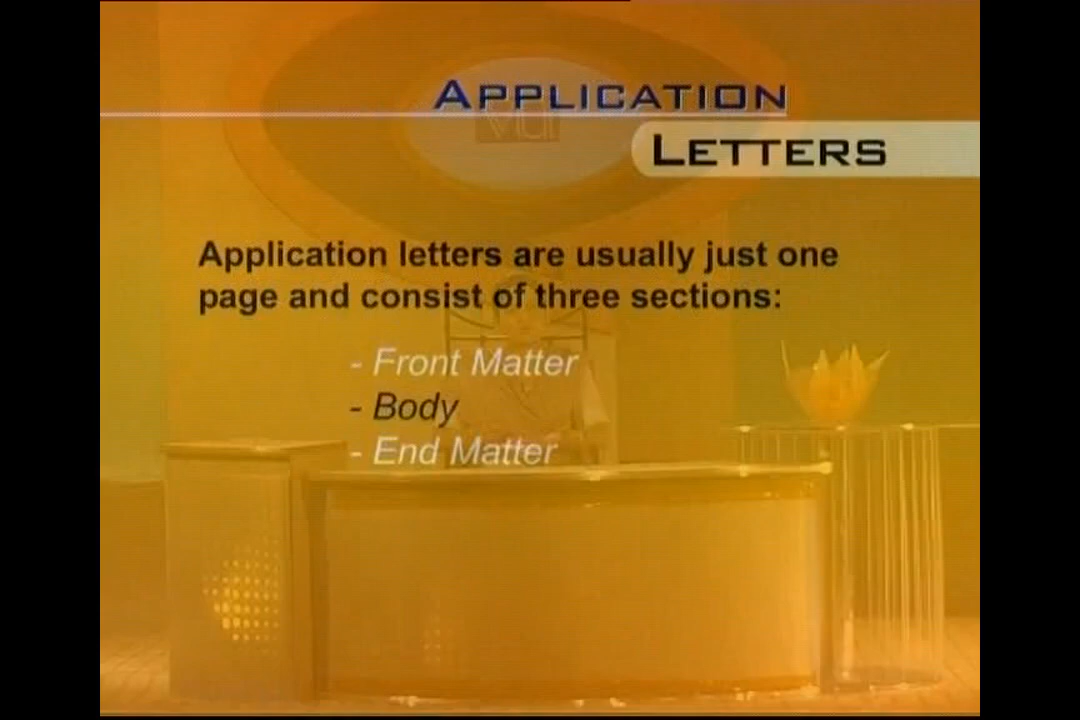 APPLICATION
LETTERS
Application letters are usually just one
page and consist of three sections:
- Front Matter
- Body
- End Matter